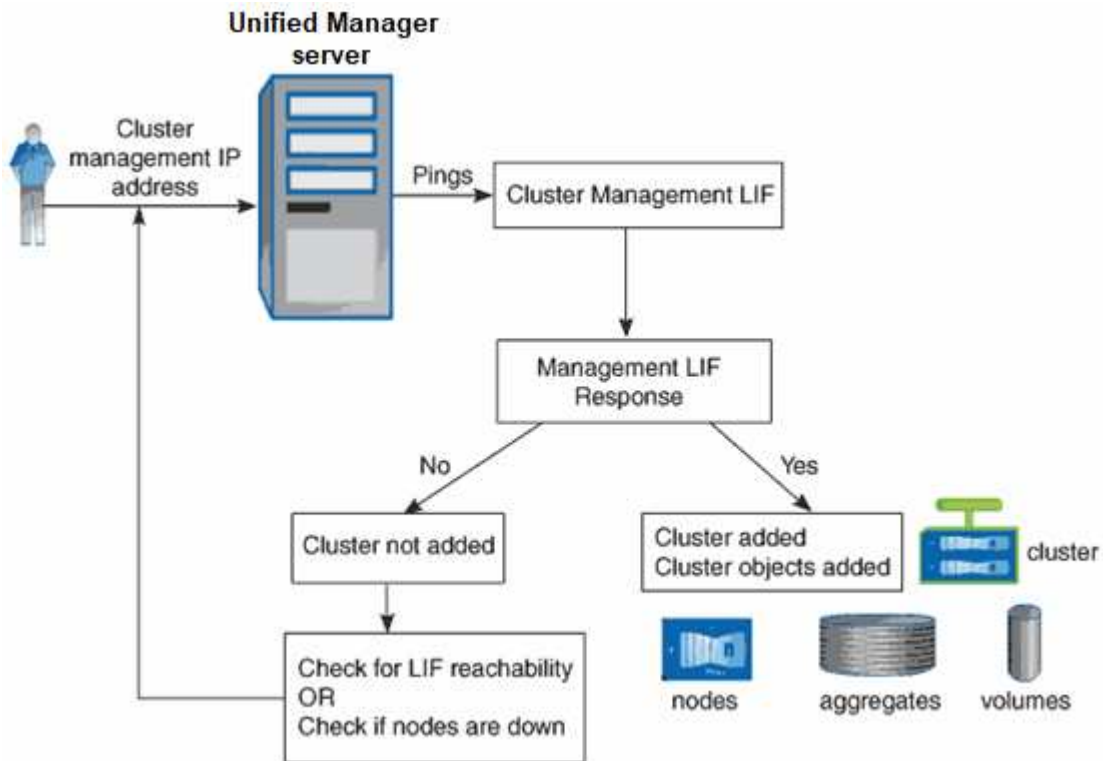 Unified Manager
server
Cluster
management IP
address
Pings
Cluster Management LIF
Management LIF
Response
No
Yes
Cluster not added
Cluster added
Cluster objects added
cluster
Check for LIF reachability
OR
Check if nodes are down
nodes
aggregates
volumes